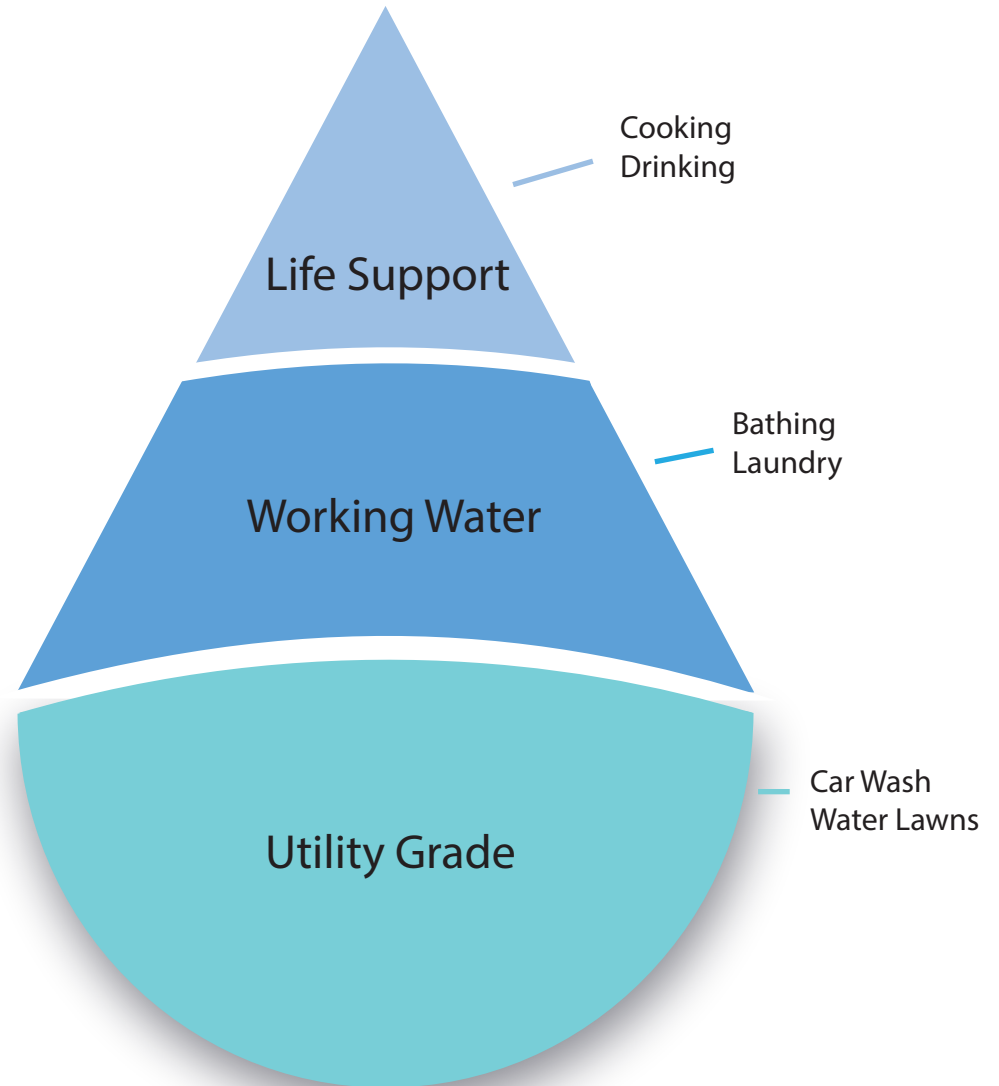 Cooking
Drinking
Life Support
Bathing
Laundry
Working Water
Car Wash
Water Lawns
Utility Grade